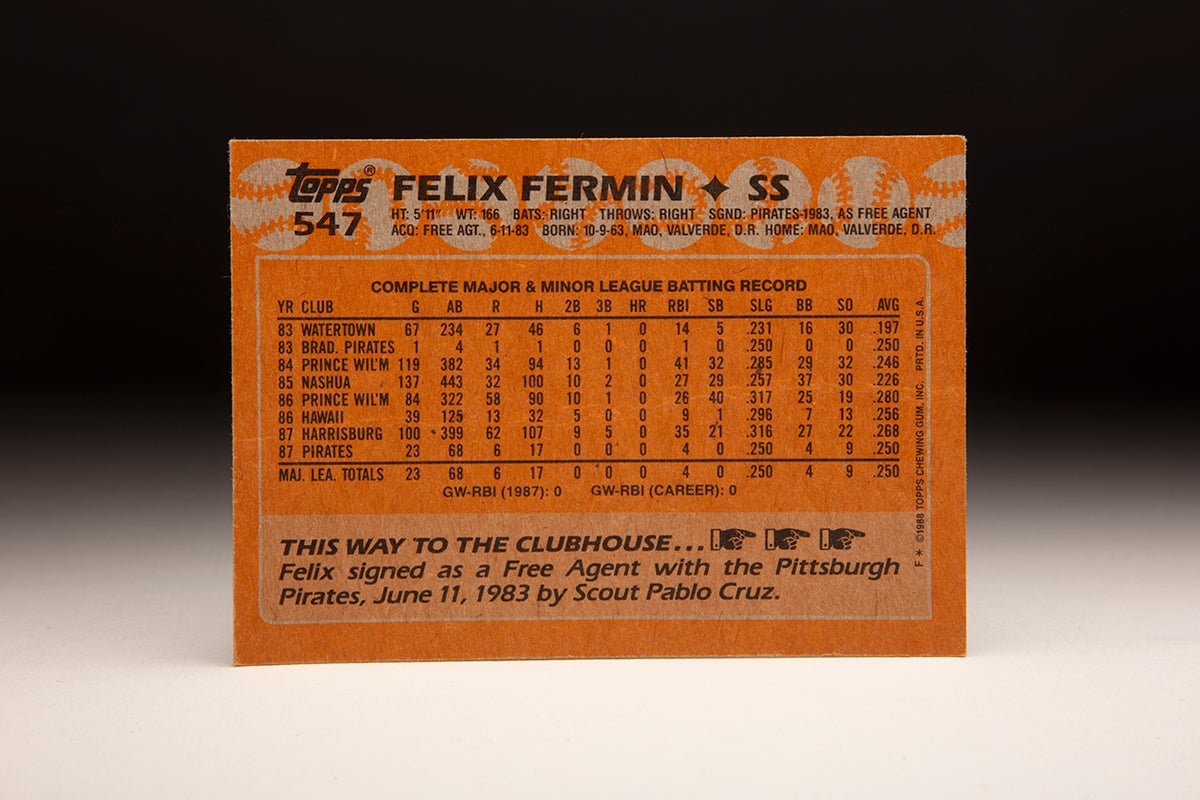 topps® FELIX FERMIN ✦ SS
547 HT: 5'11" WT: 166 BATS: RIGHT THROWS: RIGHT SGND: PIRATES-1983, AS FREE AGENT
ACQ: FREE AGT., 6-11-83 BORN: 10-9-63, MAO, VALVERDE, D.R. HOME: MAO, VALVERDE, D.R.
COMPLETE MAJOR & MINOR LEAGUE BATTING RECORD
YR CLUB G AB R H 2B 3B HR RBI SB SLG BB SO AVG
83 WATERTOWN 67 234 27 46 6 1 0 14 5 .231 16 30 .197
83 BRAD. PIRATES 1 4 1 1 0 0 0 1 0 .250 0 0 .250
84 PRINCE WIL'M 119 382 34 94 13 1 0 41 32 .285 29 32 .246
85 NASHUA 137 443 32 100 10 2 0 27 29 .257 37 30 .226
86 PRINCE WIL'M 84 322 58 90 10 1 0 26 40 .317 25 19 .280
86 HAWAII 39 125 13 32 5 0 0 9 1 .296 7 13 .256
87 HARRISBURG 100 399 62 107 9 5 0 35 21 .316 27 22 .268
87 PIRATES 23 68 6 17 0 0 0 4 0 .250 4 9 .250
MAJ. LEA. TOTALS 23 68 6 17 0 0 0 4 0 .250 4 9 .250
GW-RBI (1987): 0 GW-RBI (CAREER): 0
THIS WAY TO THE CLUBHOUSE...
Felix signed as a Free Agent with the Pittsburgh
Pirates, June 11, 1983 by Scout Pablo Cruz.
F * ©1988 TOPPS CHEWING GUM, INC. PRTD. IN U.S.A.